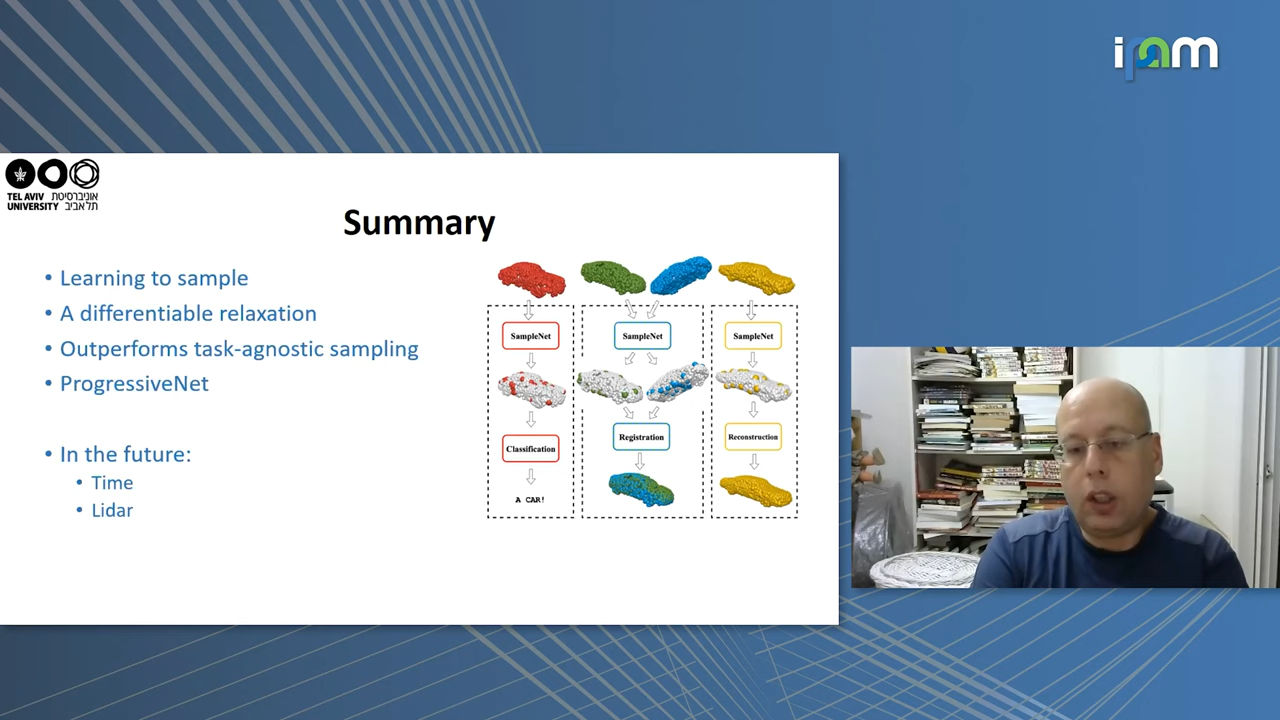 ipam
TEL AVIV אוניברסיטת
UNIVERSITY תל אביב
Summary
• Learning to sample
• A differentiable relaxation
• Outperforms task-agnostic sampling
• ProgressiveNet
• In the future:
• Time
• Lidar
SampleNet SampleNet SampleNet
Classification Registration Reconstruction
A CAR!